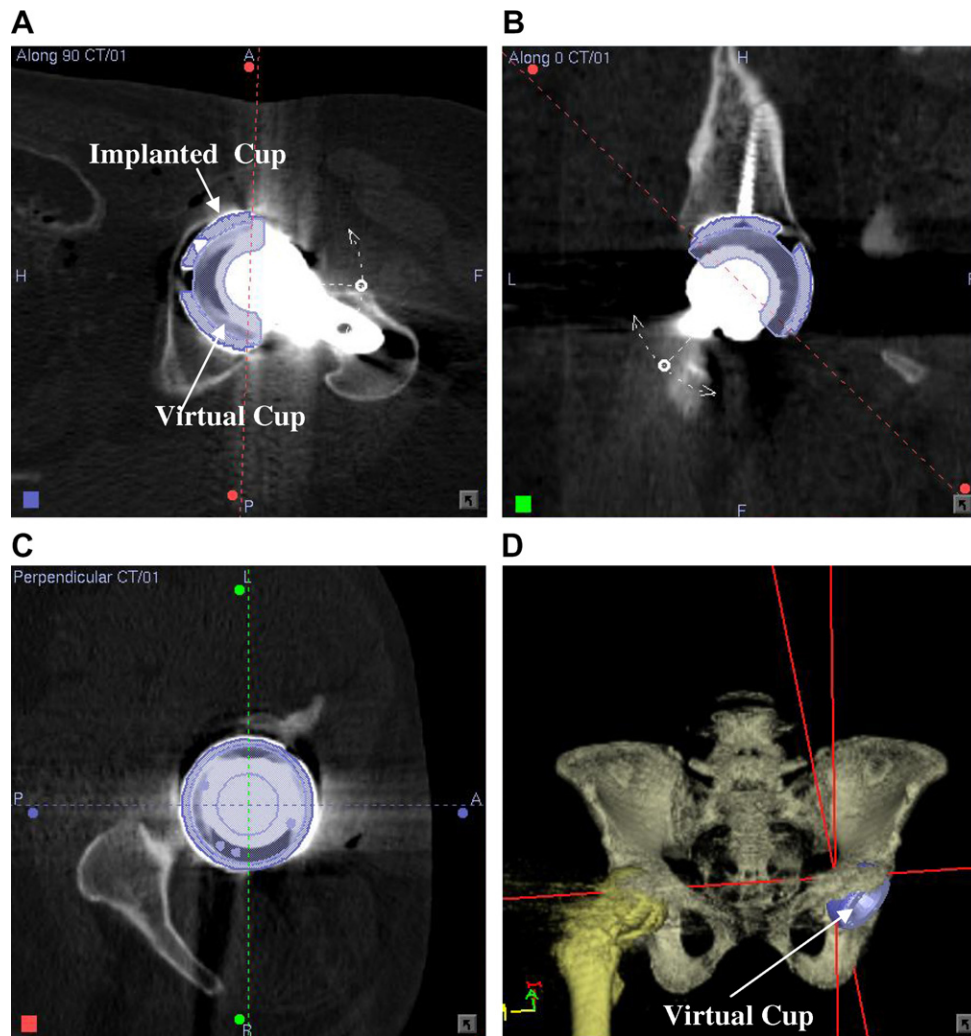 A
B
Along 90 CT/01
A
Implanted Cup
H
F
Virtual Cup
P
Along 0 CT/01
H
L
F
C
D
Perpendicular CT/01
L
P
A
R
A
Virtual Cup